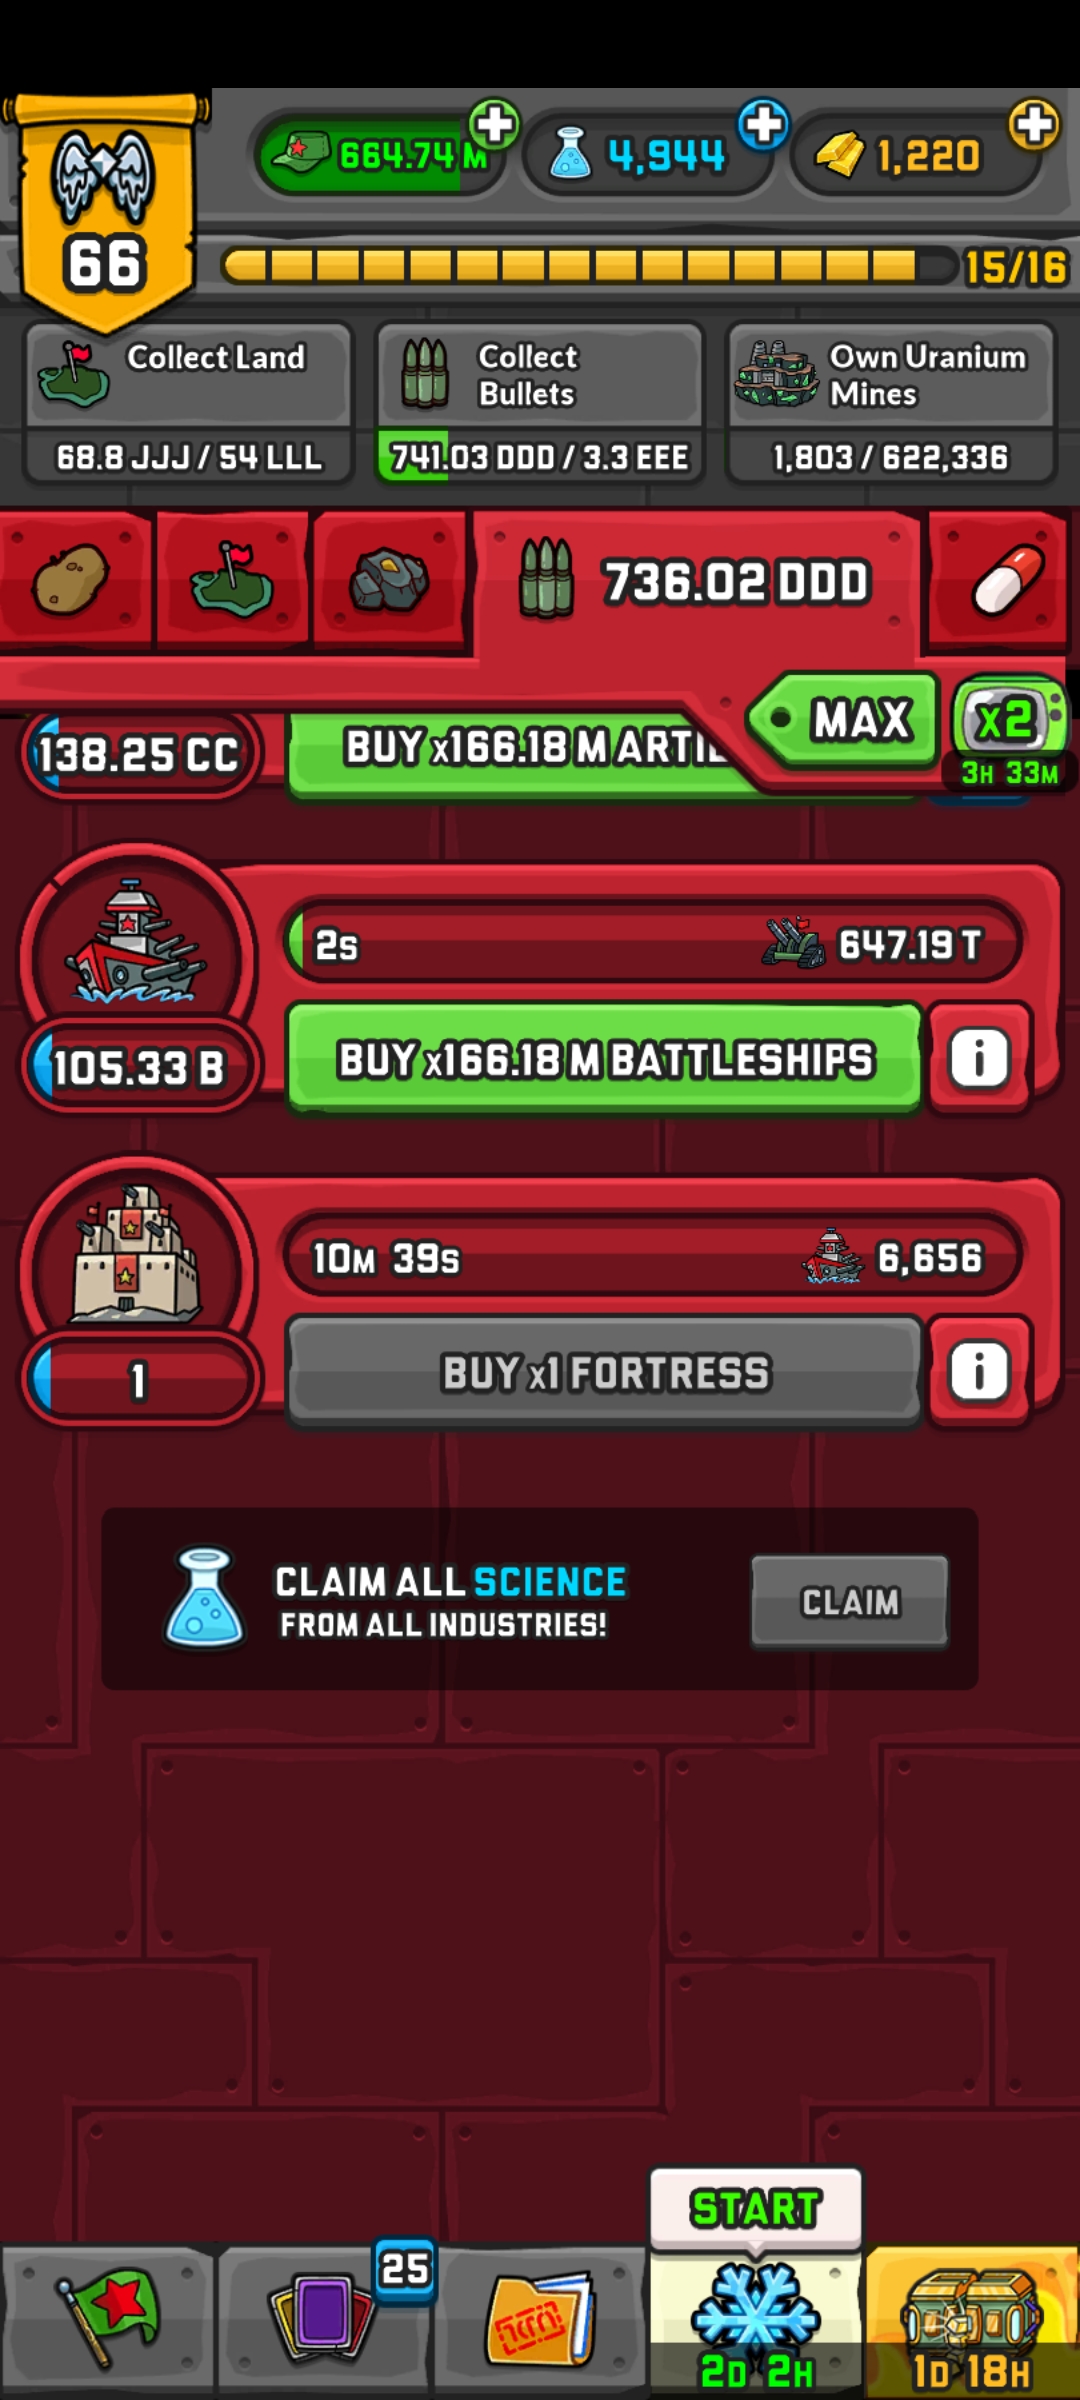 664.74 M
4,944
1,220
66
15/16
Collect Land
68.8 JJJ / 54 LLL
Collect
Bullets
741.03 DDD / 3.3 EEE
Own Uranium
Mines
1,803 / 622,336
736.02 DDD
MAX
x2
3H 33M
138.25 CC
BUY x166.18 M ARTIL
2s
647.19 T
105.33 B
BUY x166.18 M BATTLESHIPS
i
10M 39s
6,656
1
BUY x1 FORTRESS
i
CLAIM ALL SCIENCE
FROM ALL INDUSTRIES!
CLAIM
START
25
2D 2H
1D 18H